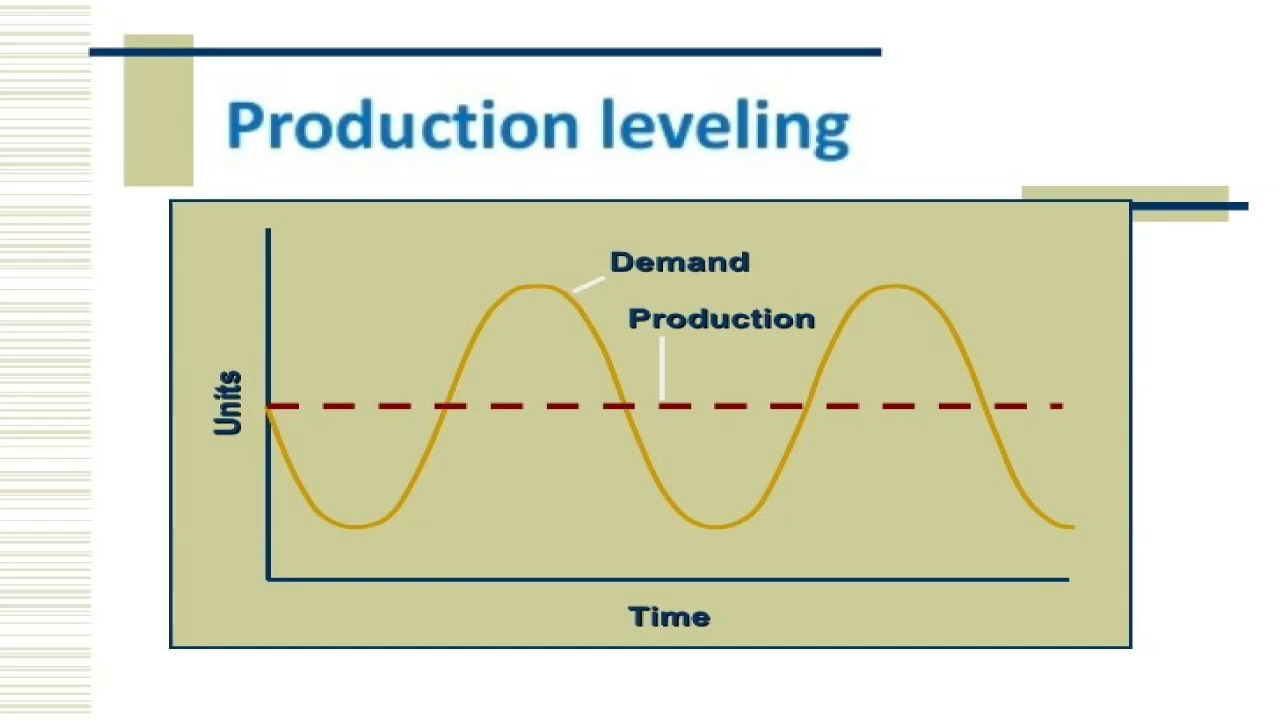 Production leveling
Demand
Production
Units
Time